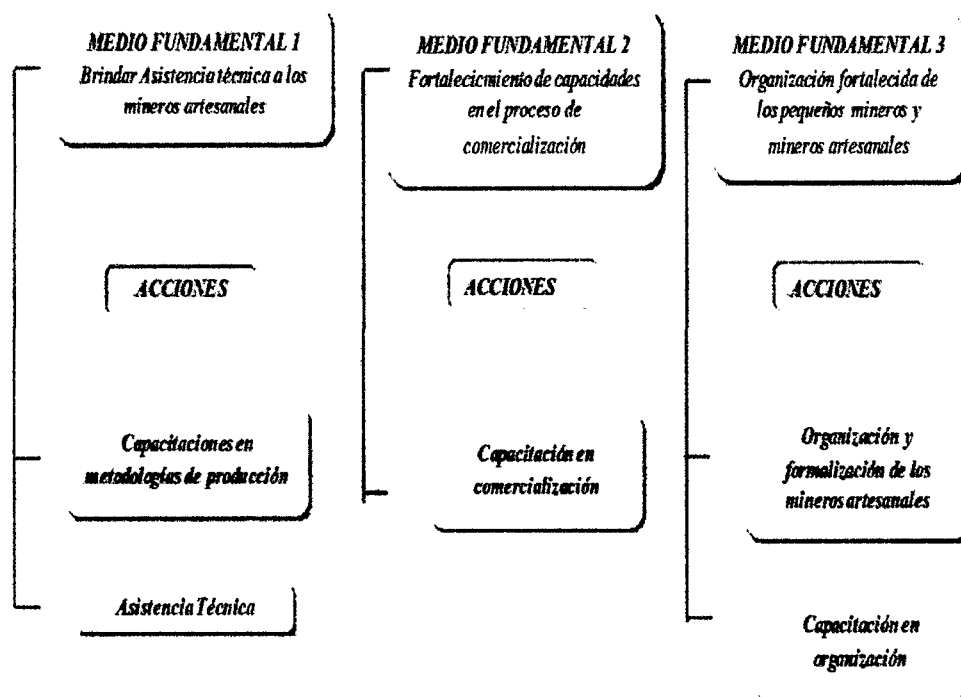 MEDIO FUNDAMENTAL 1
Brindar Asistencia técnica a los
mineros artesanales
ACCIONES
Capacitaciones en
metodologías de producción
Asistencia Técnica
MEDIO FUNDAMENTAL 2
Fortalecimiento de capacidades
en el proceso de
comercialización
ACCIONES
Capacitación en
comercialización
MEDIO FUNDAMENTAL 3
Organización fortalecida de
los pequeños mineros y
mineros artesanales
ACCIONES
Organización y
formalización de los
mineros artesanales
Capacitación en
organización